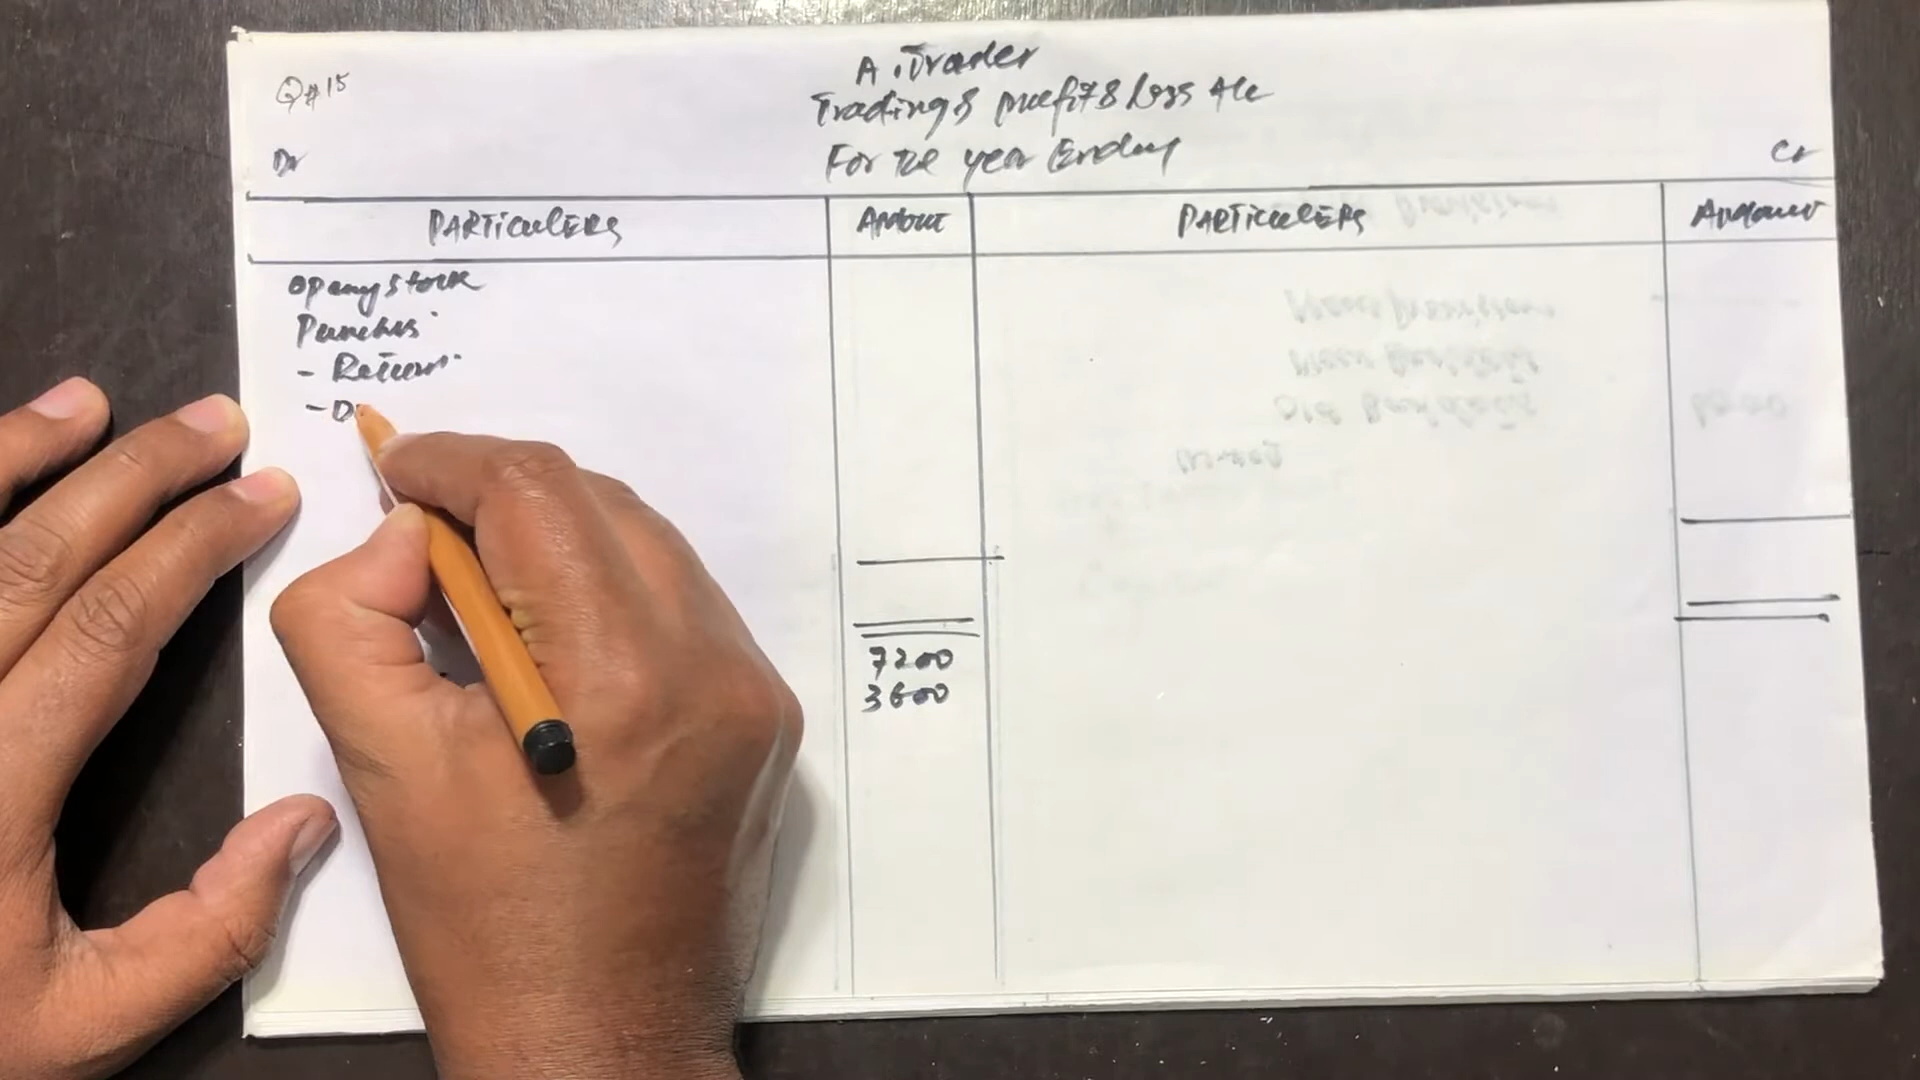 Q#15
A. Trader
Trading & profit & Loss A/c
Dr
For the year Ending
Cr
PARTICULERS
Amount
PARTICULERS
Amount
Opening stock
Purchas
- Return
- D
7200
3600